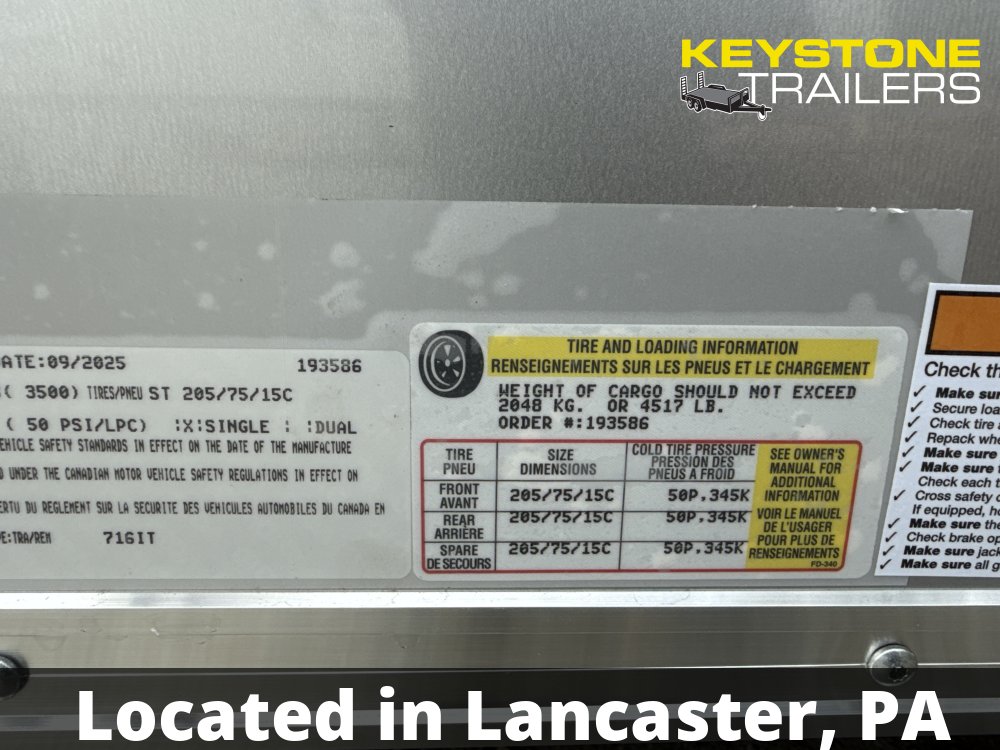 KEYSTONE
TRAILERS
ATE:09/2025 193586
( 3500) TIRES/PNEU ST 205/75/15C
( 50 PSI/LPC) :X:SINGLE : :DUAL
EHICLE SAFETY STANDARDS IN EFFECT ON THE DATE OF THE MANUFACTURE
D UNDER THE CANADIAN MOTOR VEHICLE SAFETY REGULATIONS IN EFFECT ON
ERTU DU REGLEMENT SUR LA SECURITE DES VEHICULES AUTOMOBILES DU CANADA EN
E:TRA/REM 716IT
TIRE AND LOADING INFORMATION
RENSEIGNEMENTS SUR LES PNEUS ET LE CHARGEMENT
WEIGHT OF CARGO SHOULD NOT EXCEED
2048 KG. OR 4517 LB.
ORDER #:193586
TIRE
PNEU
SIZE
DIMENSIONS
COLD TIRE PRESSURE
PRESSION DES
PNEUS A FROID
FRONT
AVANT
205/75/15C
50P.345K
REAR
ARRIÈRE
205/75/15C
50P.345K
SPARE
DE SECOURS
205/75/15C
50P.345K
SEE OWNER'S
MANUAL FOR
ADDITIONAL
INFORMATION
VOIR LE MANUEL
DE L'USAGER
POUR PLUS DE
RENSEIGNEMENTS
FD-340
Check th
✓ Make sur
✓ Secure loa
✓ Check tire a
✓ Repack whe
✓ Make sure
✓ Make sure
Check each t
✓ Cross safety c
If equipped, ho
✓ Make sure the
✓ Check brake op
✓ Make sure jack
✓ Make sure all g
Located in Lancaster, PA